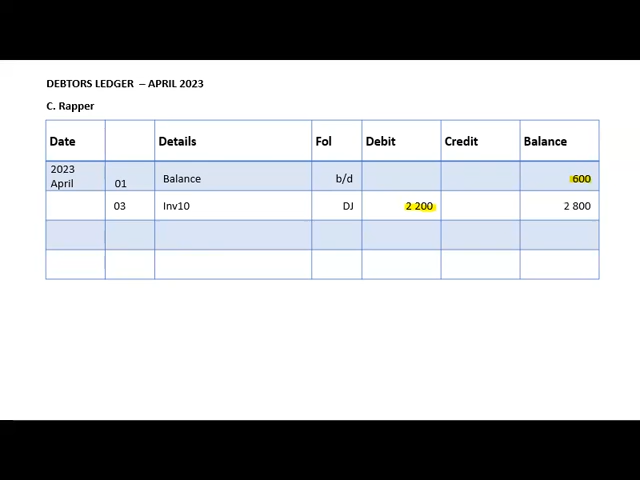 DEBTORS LEDGER – APRIL 2023
C. Rapper
Date Details Fol Debit Credit Balance
2023
April 01 Balance b/d 600
03 Inv10 DJ 2 200 2 800